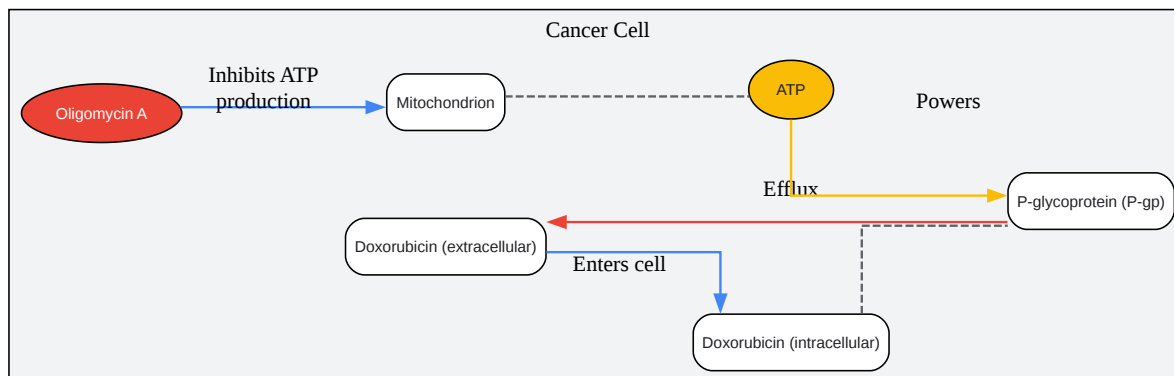 Cancer Cell
Inhibits ATP
production
Oligomycin A
Mitochondrion
ATP
Powers
Efflux
P-glycoprotein (P-gp)
Doxorubicin (extracellular)
Enters cell
Doxorubicin (intracellular)